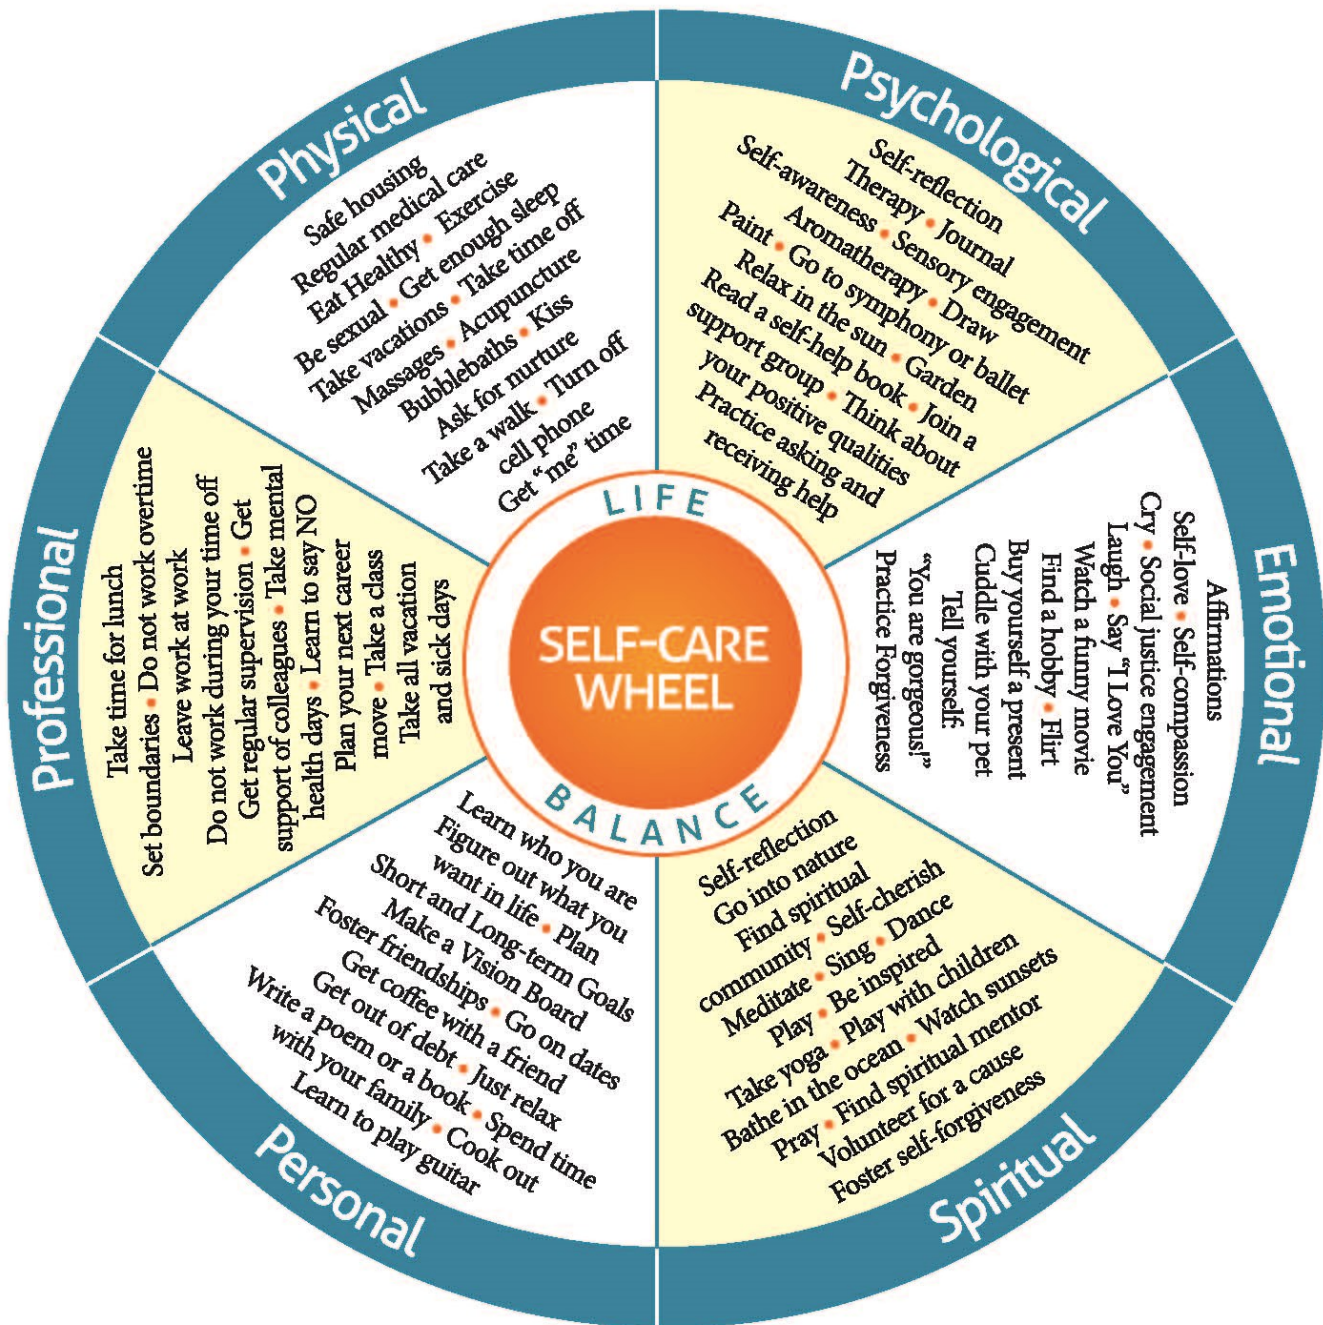 Physical
Safe housing
Regular medical care
Eat Healthy • Exercise
Be sexual • Get enough sleep
Take vacations • Take time off
Massages • Acupuncture
Bubblebaths • Kiss
Ask for nurture
Take a walk • Turn off
cell phone
Get “me” time
Psychological
Self-reflection
Therapy • Journal
Self-awareness • Sensory engagement
Aromatherapy • Draw
Paint • Go to symphony or ballet
Relax in the sun • Garden
Read a self-help book • Join a
support group • Think about
your positive qualities
Practice asking and
receiving help
Emotional
Affirmations
Self-love • Self-compassion
Cry • Social justice engagement
Laugh • Say “I Love You”
Watch a funny movie
Find a hobby • Flirt
Buy yourself a present
Cuddle with your pet
Tell yourself:
“You are gorgeous!”
Practice Forgiveness
Spiritual
Self-reflection
Go into nature
Find spiritual
community • Self-cherish
Meditate • Sing • Dance
Play • Be inspired
Take yoga • Play with children
Bathe in the ocean • Watch sunsets
Pray • Find spiritual mentor
Volunteer for a cause
Foster self-forgiveness
Personal
Learn who you are
Figure out what you
want in life • Plan
Short and Long-term Goals
Make a Vision Board
Foster friendships • Go on dates
Get coffee with a friend
Get out of debt • Just relax
Write a poem or a book • Spend time
with your family • Cook out
Learn to play guitar
Professional
Take time for lunch
Set boundaries • Do not work overtime
Leave work at work
Do not work during your time off
Get regular supervision • Get
support of colleagues • Take mental
health days • Learn to say NO
Plan your next career
move • Take a class
Take all vacation
and sick days
LIFE
SELF-CARE
WHEEL
BALANCE